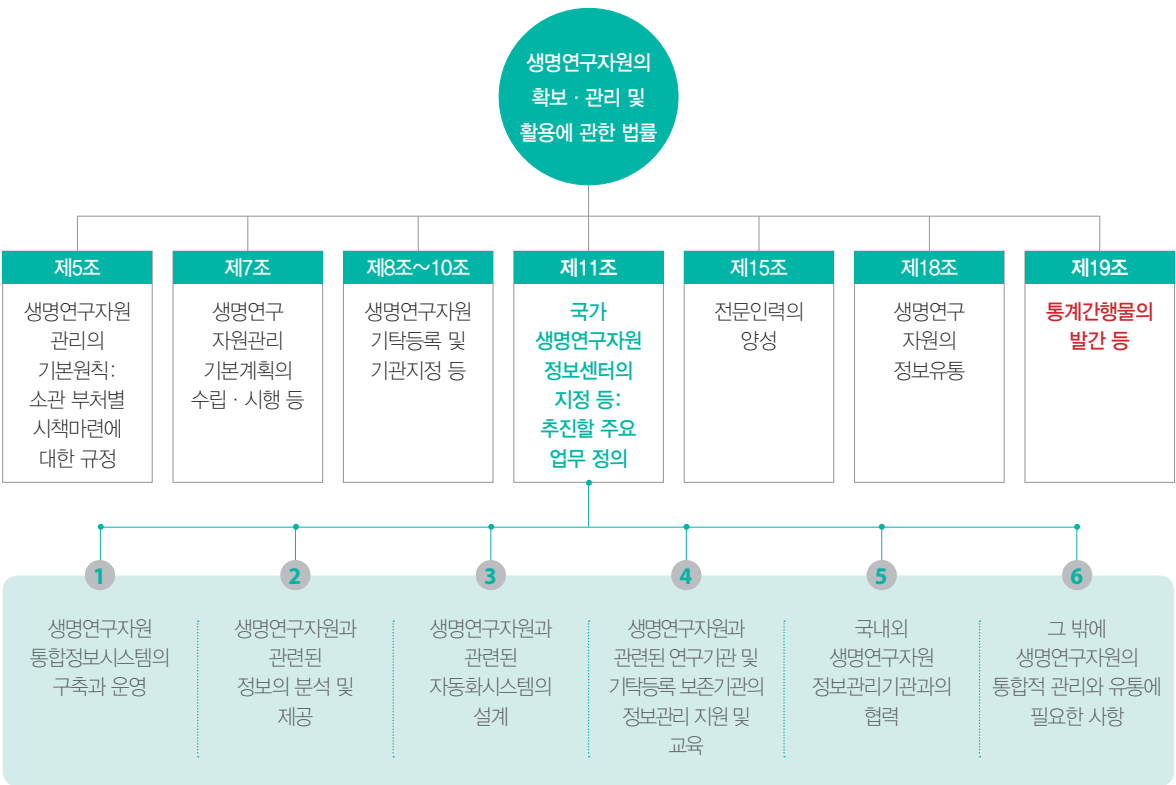 생명연구자원의
확보 · 관리 및
활용에 관한 법률
제5조
생명연구자원
관리의
기본원칙:
소관 부처별
시책마련에
대한 규정
제7조
생명연구
자원관리
기본계획의
수립 · 시행 등
제8조~10조
생명연구자원
기탁등록 및
기관지정 등
제11조
국가
생명연구자원
정보센터의
지정 등:
추진할 주요
업무 정의
제15조
전문인력의
양성
제18조
생명연구
자원의
정보유통
제19조
통계간행물의
발간 등
1
생명연구자원
통합정보시스템의
구축과 운영
2
생명연구자원과
관련된
정보의 분석 및
제공
3
생명연구자원과
관련된
자동화시스템의
설계
4
생명연구자원과
관련된 연구기관 및
기탁등록 보존기관의
정보관리 지원 및
교육
5
국내외
생명연구자원
정보관리기관과의
협력
6
그 밖에
생명연구자원의
통합적 관리와 유통에
필요한 사항